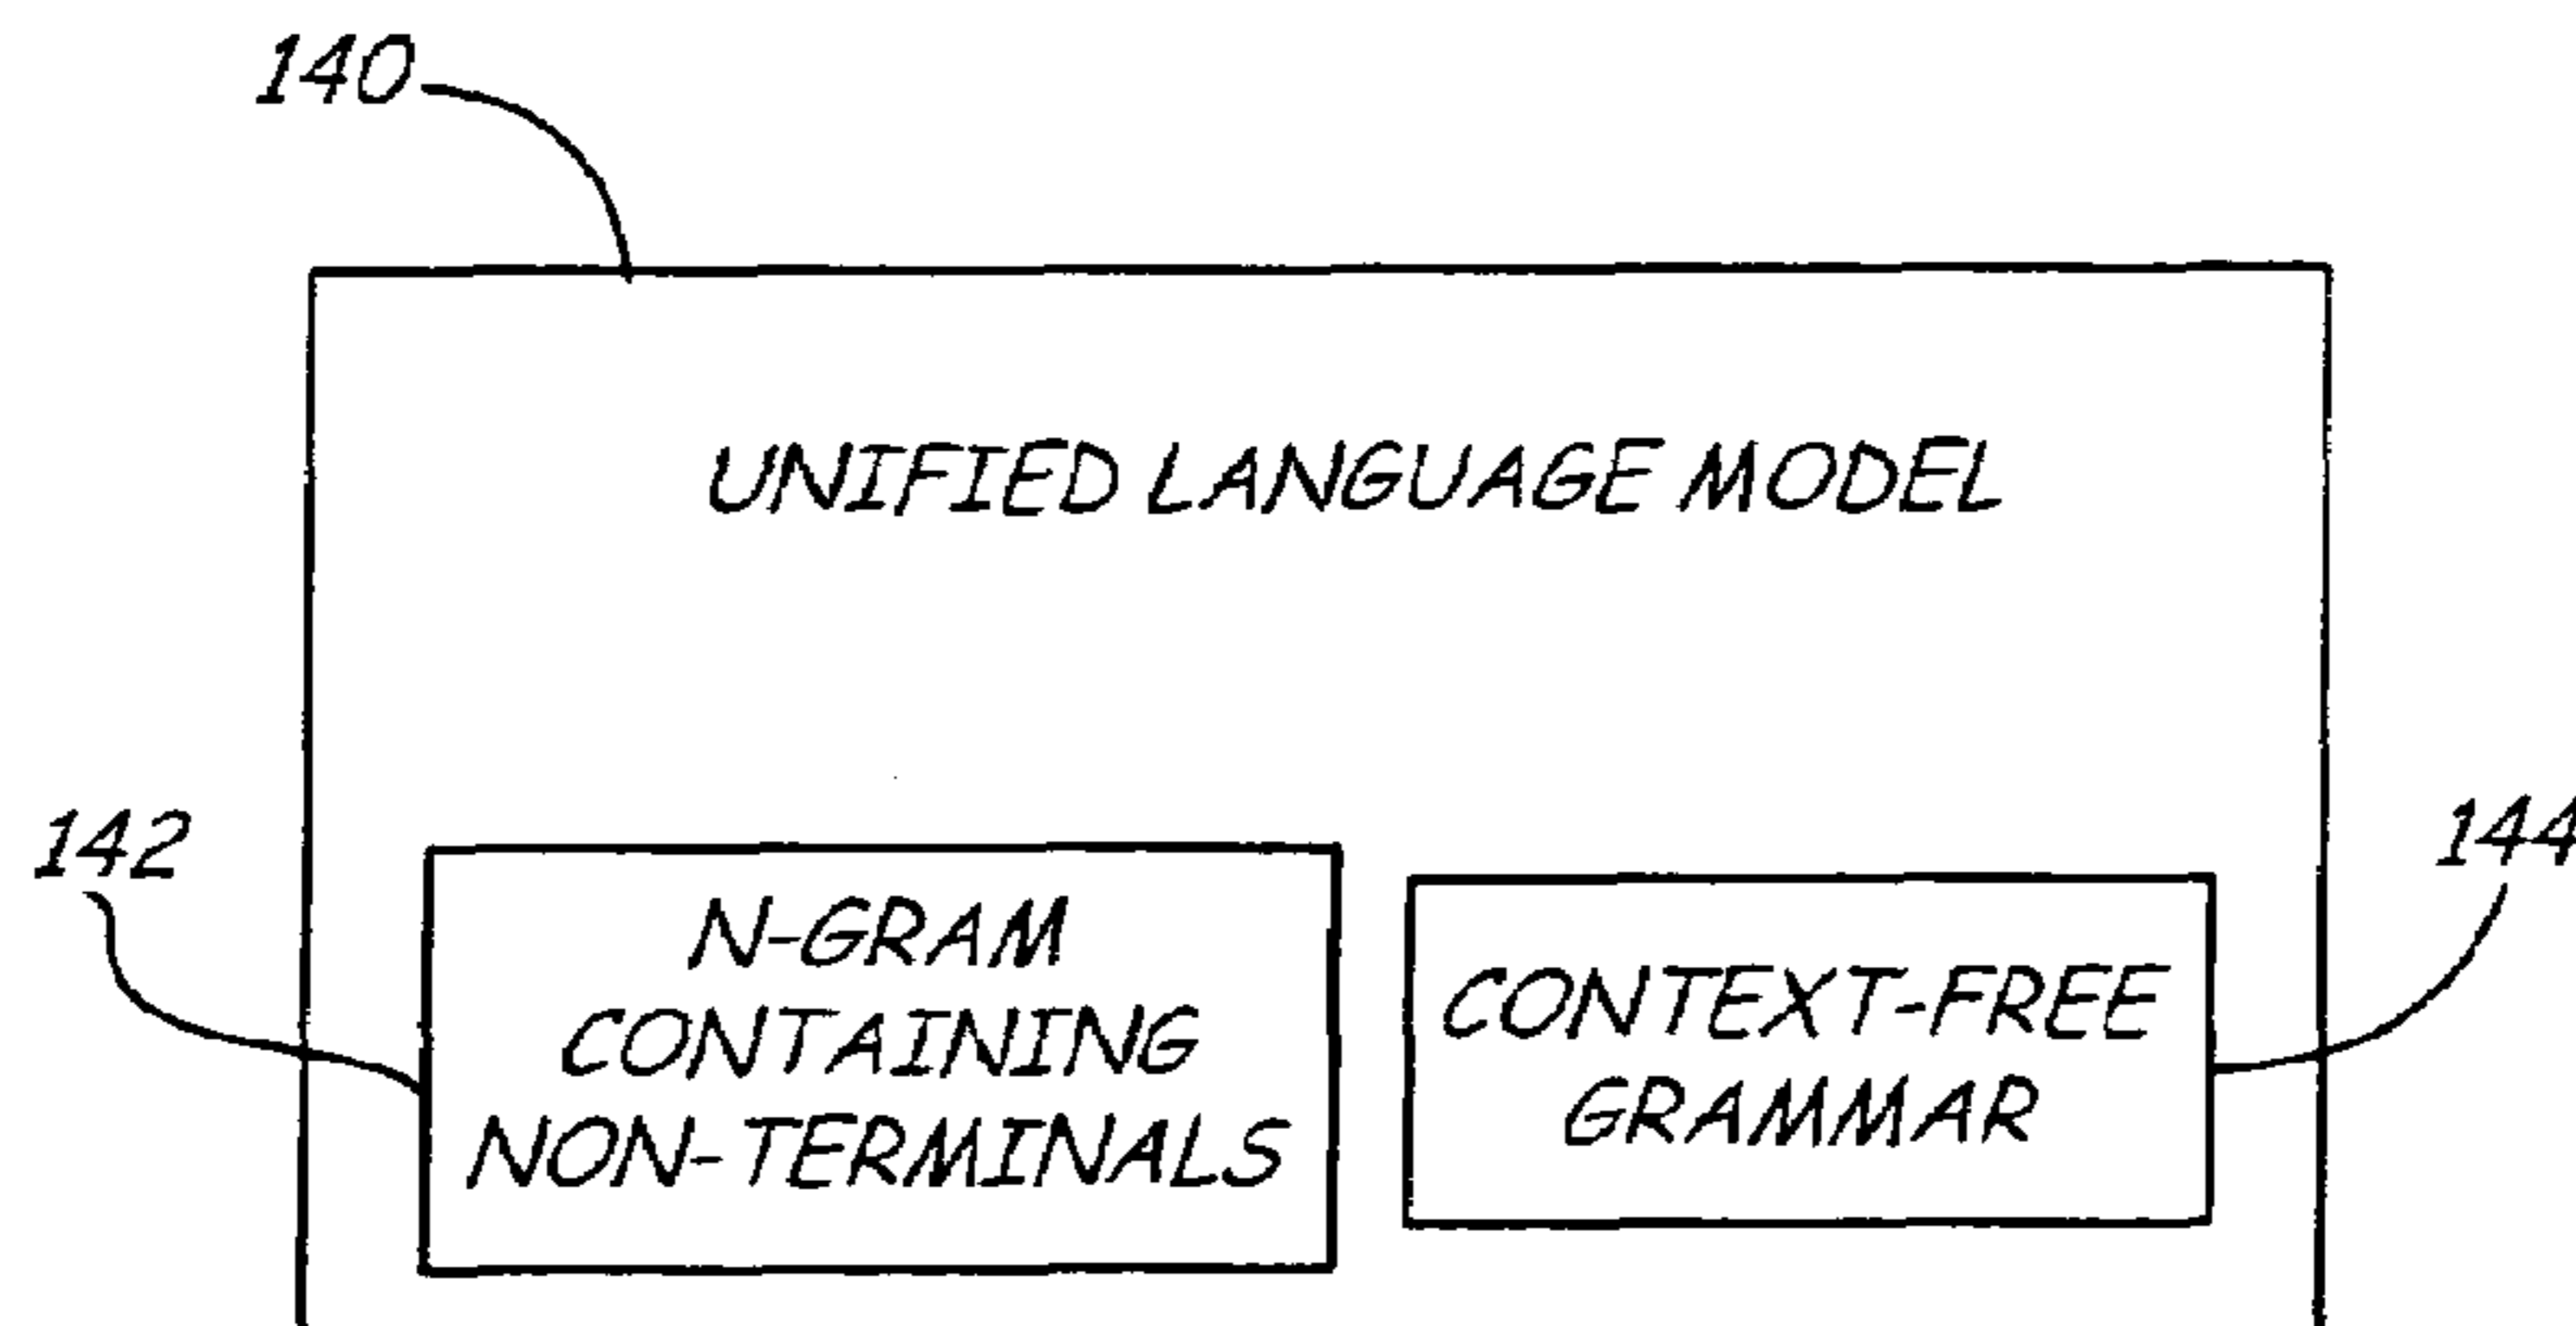 140
UNIFIED LANGUAGE MODEL
142
144
N-GRAM
CONTAINING
NON-TERMINALS
CONTEXT-FREE
GRAMMAR